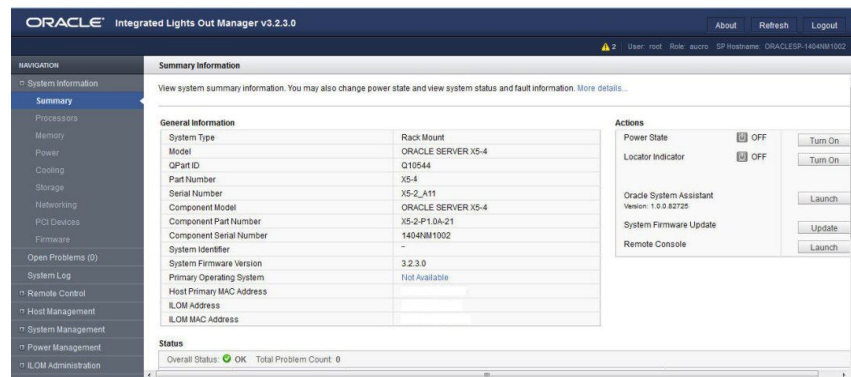 ORACLE Integrated Lights Out Manager v3.2.3.0
About Refresh Logout
2 User: root Role: aucro SP Hostname: ORACLESP-1404NM1002
NAVIGATION
System Information
Summary
Processors
Memory
Power
Cooling
Storage
Networking
PCI Devices
Firmware
Open Problems (0)
System Log
Remote Control
Host Management
System Management
Power Management
ILOM Administration
Summary Information
View system summary information. You may also change power state and view system status and fault information. More details...
General Information
System Type Rack Mount
Model ORACLE SERVER X5-4
QPart ID Q10544
Part Number X5-4
Serial Number X5-2_A11
Component Model ORACLE SERVER X5-4
Component Part Number X5-2-P1.0A-21
Component Serial Number 1404NM1002
System Identifier -
System Firmware Version 3.2.3.0
Primary Operating System Not Available
Host Primary MAC Address
ILOM Address
ILOM MAC Address
Actions
Power State OFF Turn On
Locator Indicator OFF Turn On
Oracle System Assistant Launch
Version: 1.0.0.82725
System Firmware Update Update
Remote Console Launch
Status
Overall Status: OK Total Problem Count: 0